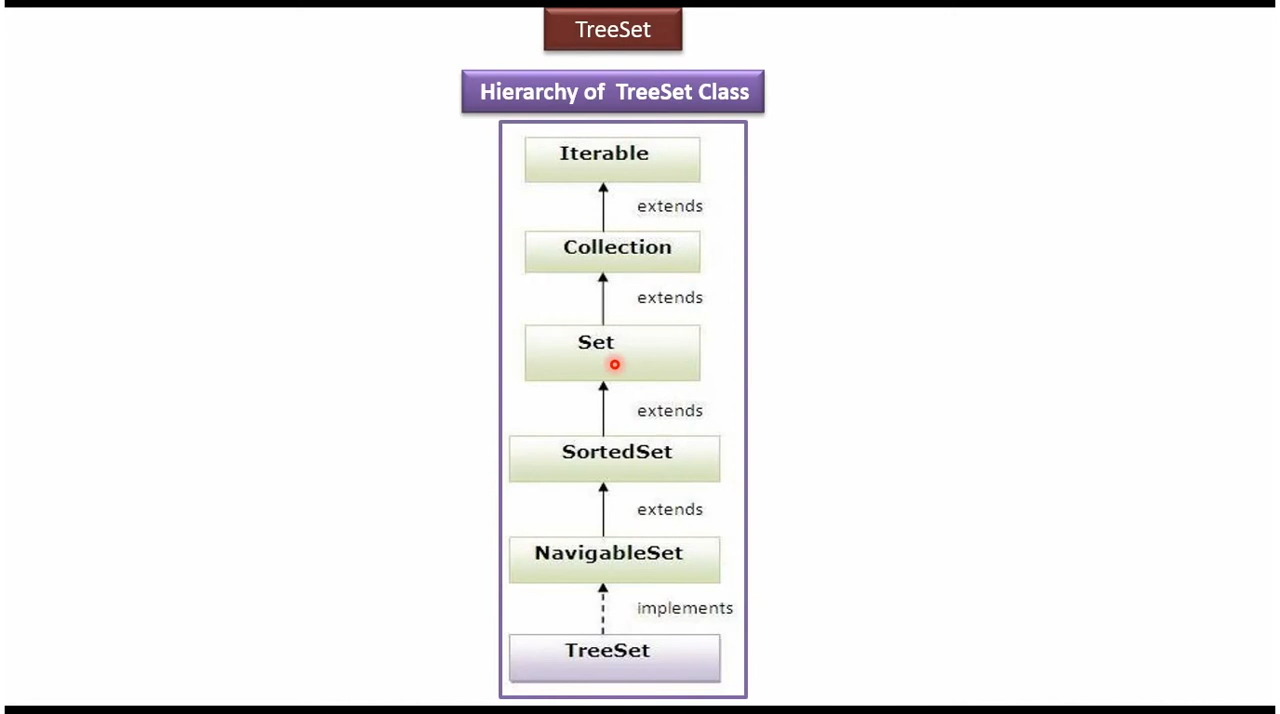 TreeSet
Hierarchy of TreeSet Class
Iterable
extends
Collection
extends
Set
extends
SortedSet
extends
NavigableSet
implements
TreeSet